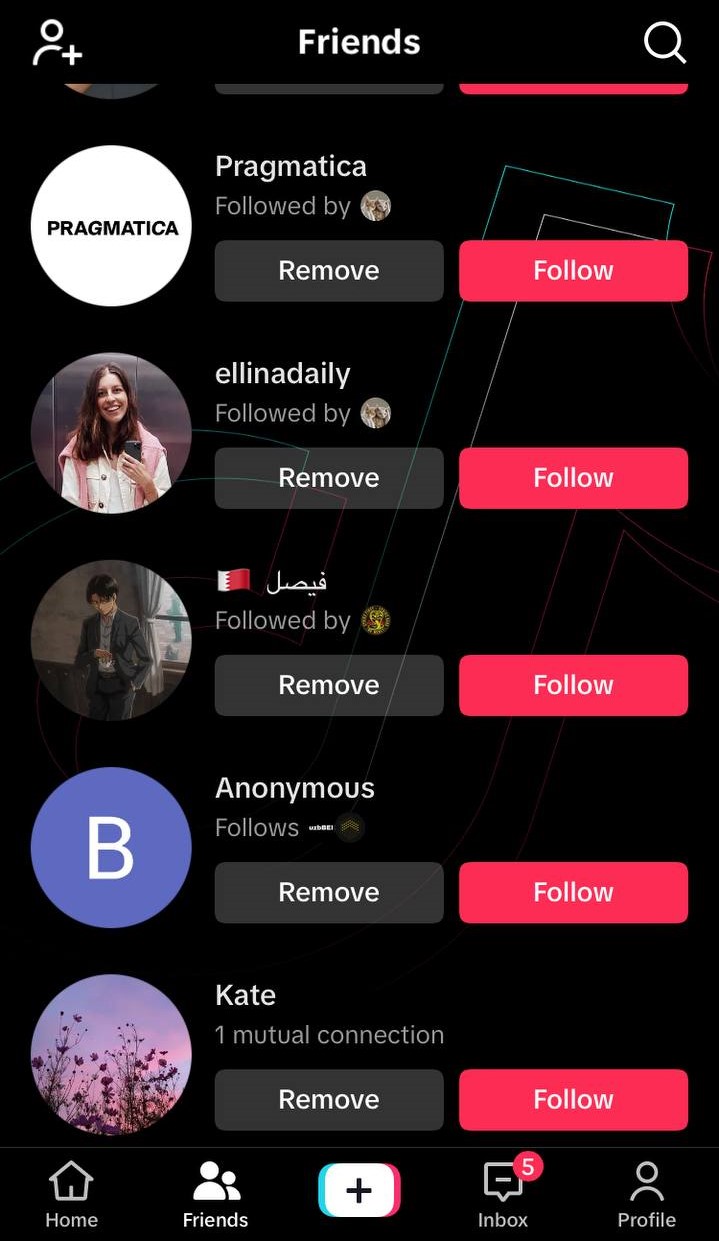 Friends
PRAGMATICA
Pragmatica
Followed by
Remove
Follow
ellinadaily
Followed by
Remove
Follow
🇧🇭 فيصل
Followed by
Remove
Follow
B
Anonymous
Follows
Remove
Follow
Kate
1 mutual connection
Remove
Follow
5
Home
Friends
Inbox
Profile